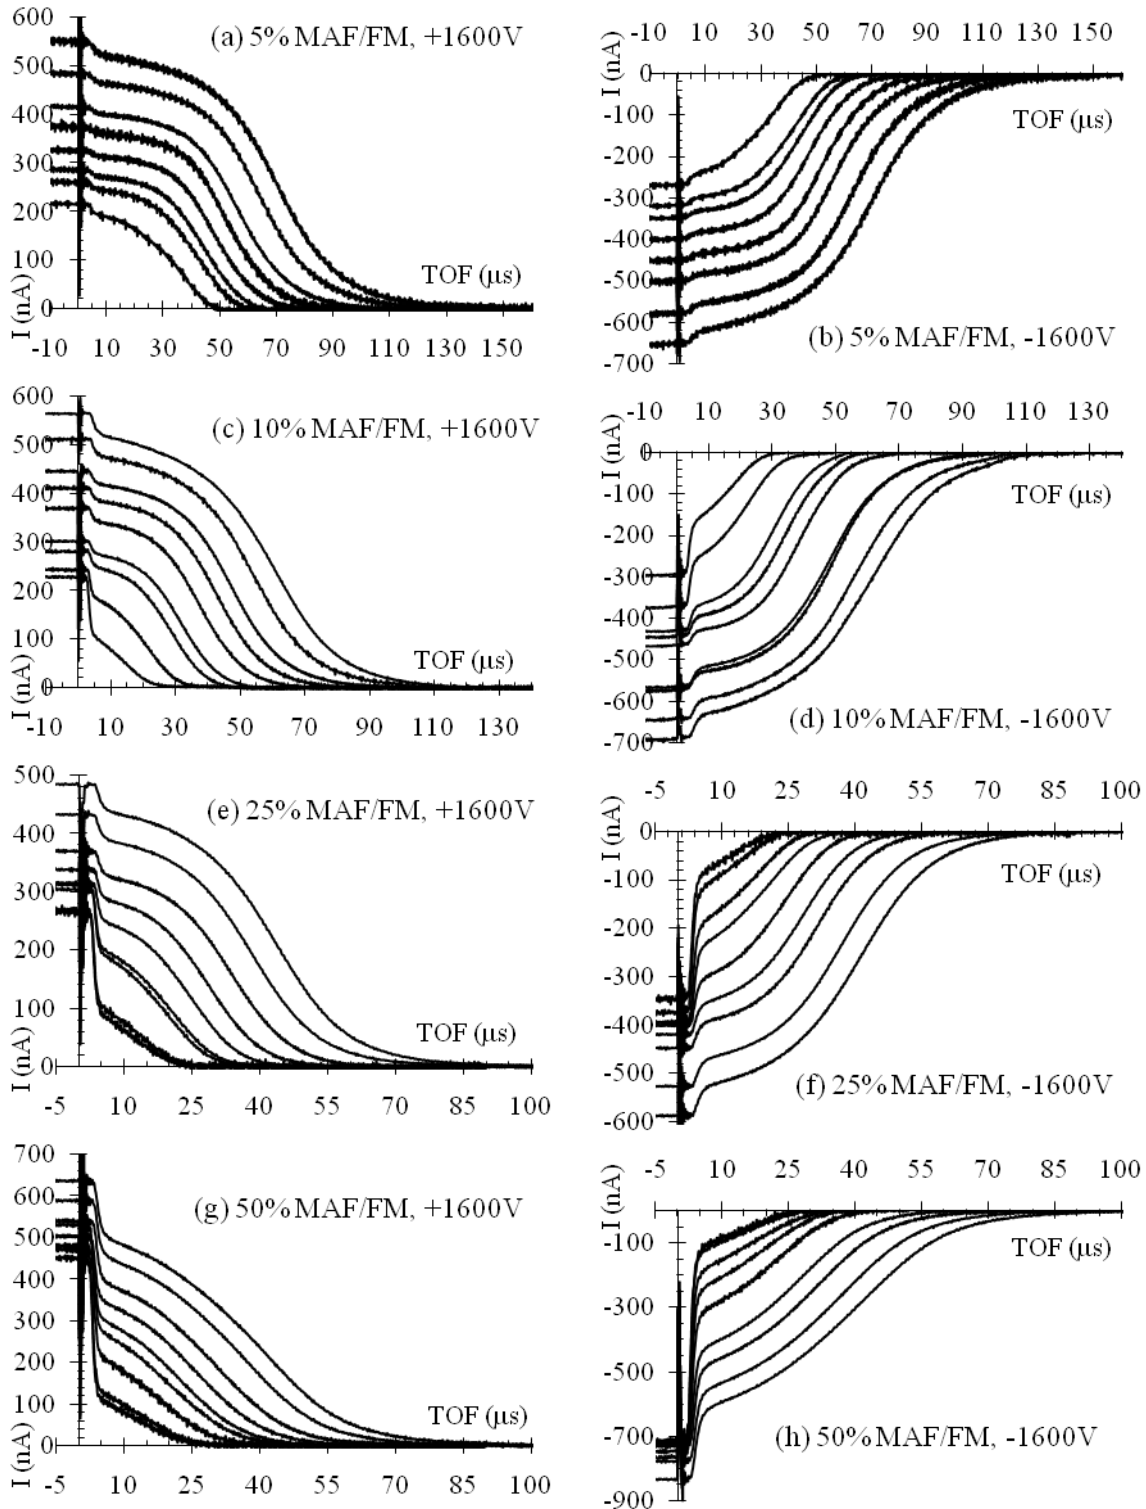 (a) 5% MAF/FM, +1600V
I (nA)
600
500
400
300
200
100
0
TOF (μs)
-10 10 30 50 70 90 110 130 150
-10 10 30 50 70 90 110 130 150
I (nA)
0
-100
-200
-300
-400
-500
-600
-700
TOF (μs)
(b) 5% MAF/FM, -1600V
(c) 10% MAF/FM, +1600V
I (nA)
600
500
400
300
200
100
0
TOF (μs)
-10 10 30 50 70 90 110 130
-10 10 30 50 70 90 110 130
I (nA)
0
-100
-200
-300
-400
-500
-600
-700
TOF (μs)
(d) 10% MAF/FM, -1600V
(e) 25% MAF/FM, +1600V
I (nA)
500
400
300
200
100
0
TOF (μs)
-5 10 25 40 55 70 85 100
-5 10 25 40 55 70 85 100
I (nA)
0
-100
-200
-300
-400
-500
-600
TOF (μs)
(f) 25% MAF/FM, -1600V
(g) 50% MAF/FM, +1600V
I (nA)
700
600
500
400
300
200
100
0
TOF (μs)
-5 10 25 40 55 70 85 100
-5 10 25 40 55 70 85 100
I (nA)
-100
-300
-500
-700
-900
TOF (μs)
(h) 50% MAF/FM, -1600V